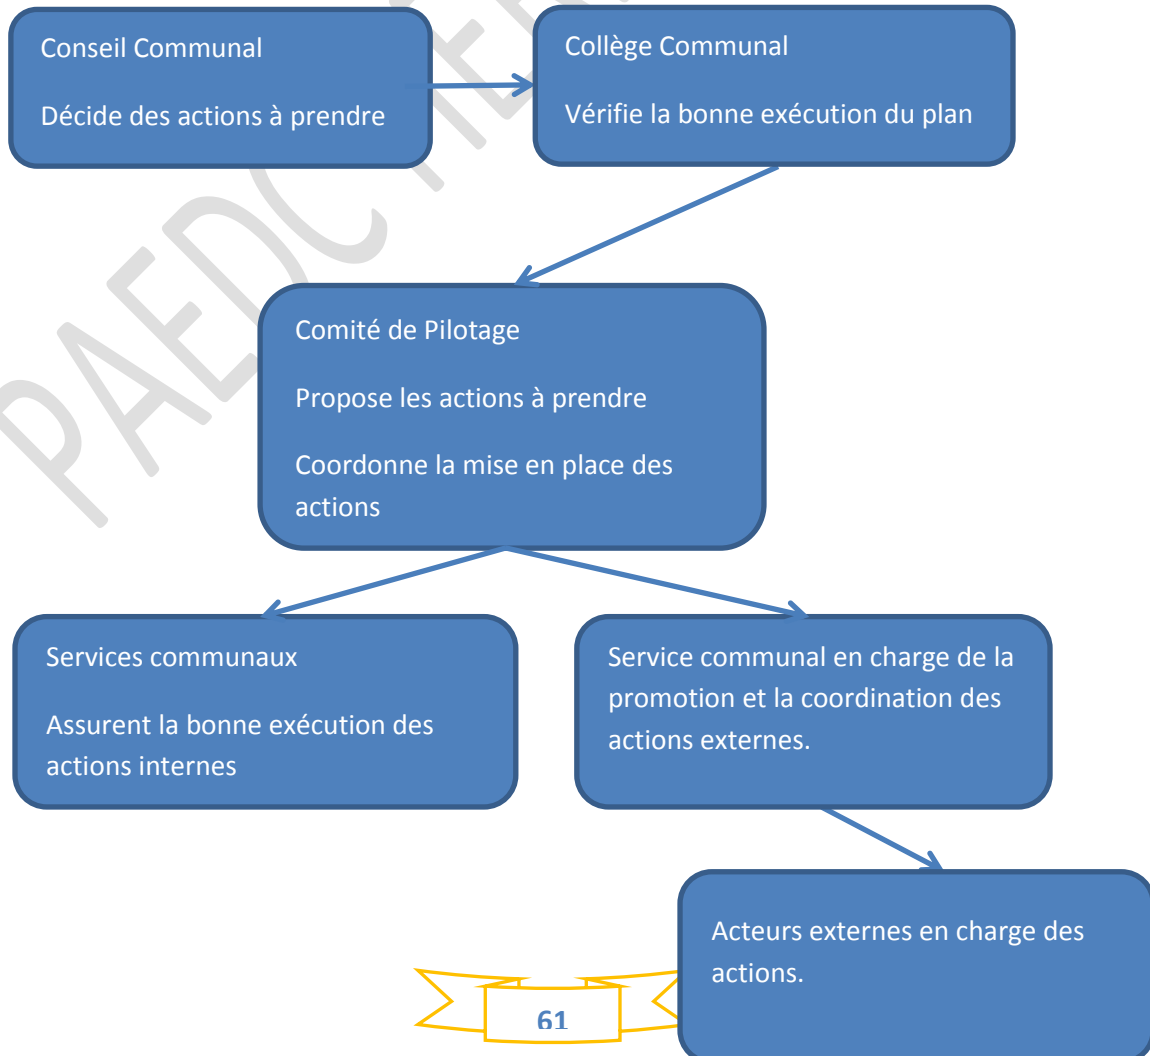 Conseil Communal
Décide des actions à prendre
Collège Communal
Vérifie la bonne exécution du plan
Comité de Pilotage
Propose les actions à prendre
Coordonne la mise en place des
actions
Services communaux
Assurent la bonne exécution des
actions internes
Service communal en charge de la
promotion et la coordination des
actions externes.
Acteurs externes en charge des
actions.
61
PAEDC